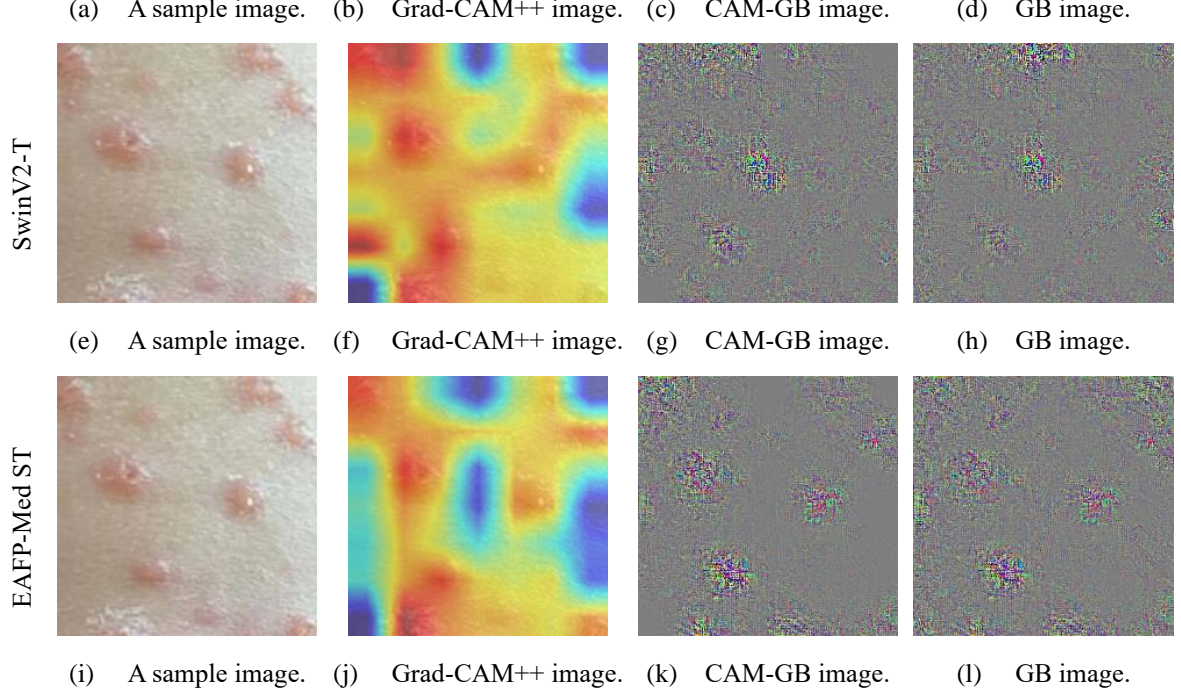 (a) A sample image. (b) Grad-CAM++ image. (c) CAM-GB image. (d) GB image.
SwinV2-T
(e) A sample image. (f) Grad-CAM++ image. (g) CAM-GB image. (h) GB image.
EAFP-Med ST
(i) A sample image. (j) Grad-CAM++ image. (k) CAM-GB image. (l) GB image.